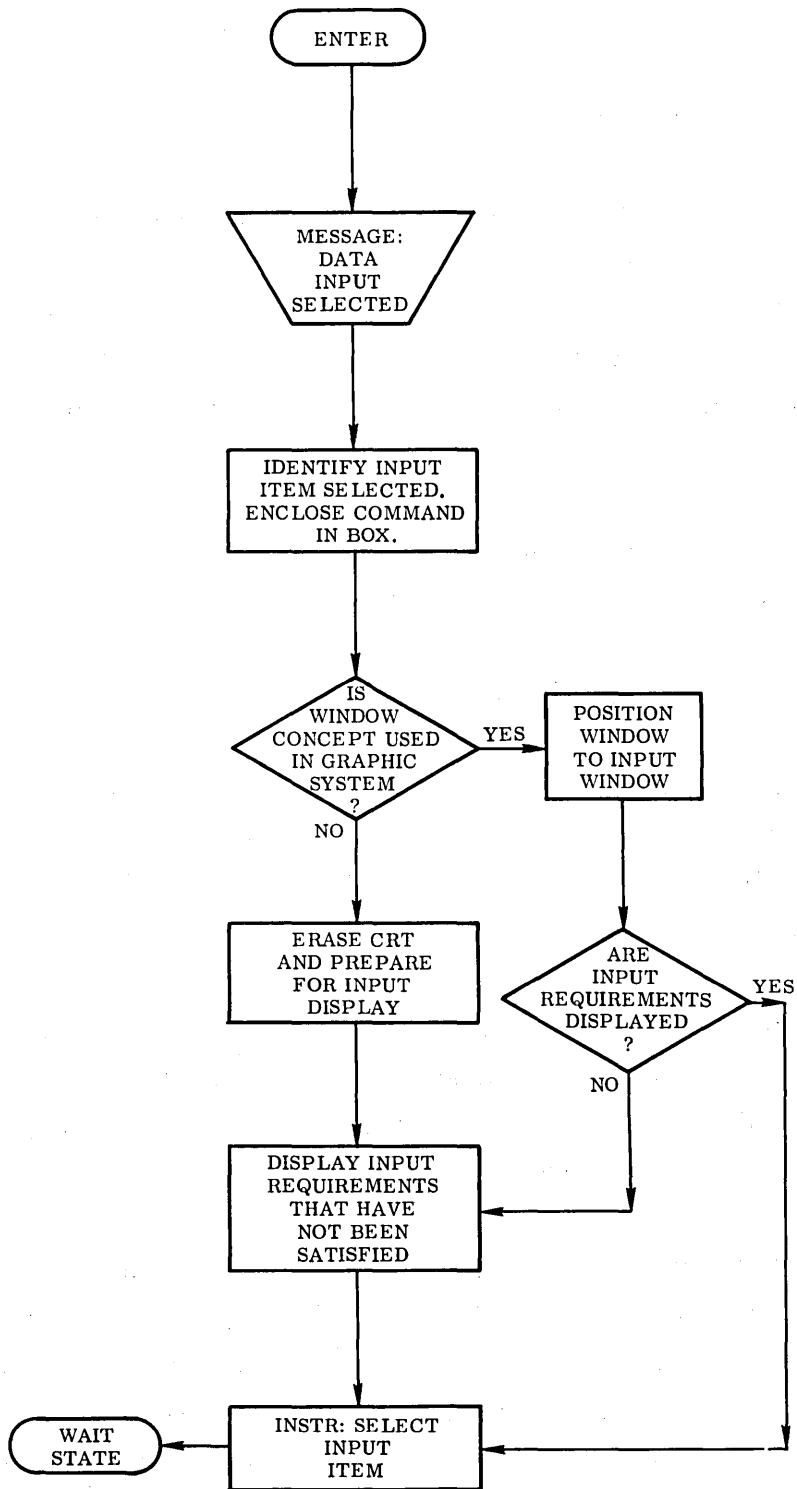 ENTER
MESSAGE:
DATA
INPUT
SELECTED
IDENTIFY INPUT
ITEM SELECTED.
ENCLOSE COMMAND
IN BOX.
IS
WINDOW
CONCEPT USED
IN GRAPHIC
SYSTEM
?
YES
NO
POSITION
WINDOW
TO INPUT
WINDOW
ERASE CRT
AND PREPARE
FOR INPUT
DISPLAY
ARE
INPUT
REQUIREMENTS
DISPLAYED
?
YES
NO
DISPLAY INPUT
REQUIREMENTS
THAT HAVE
NOT BEEN
SATISFIED
INSTR: SELECT
INPUT
ITEM
WAIT
STATE